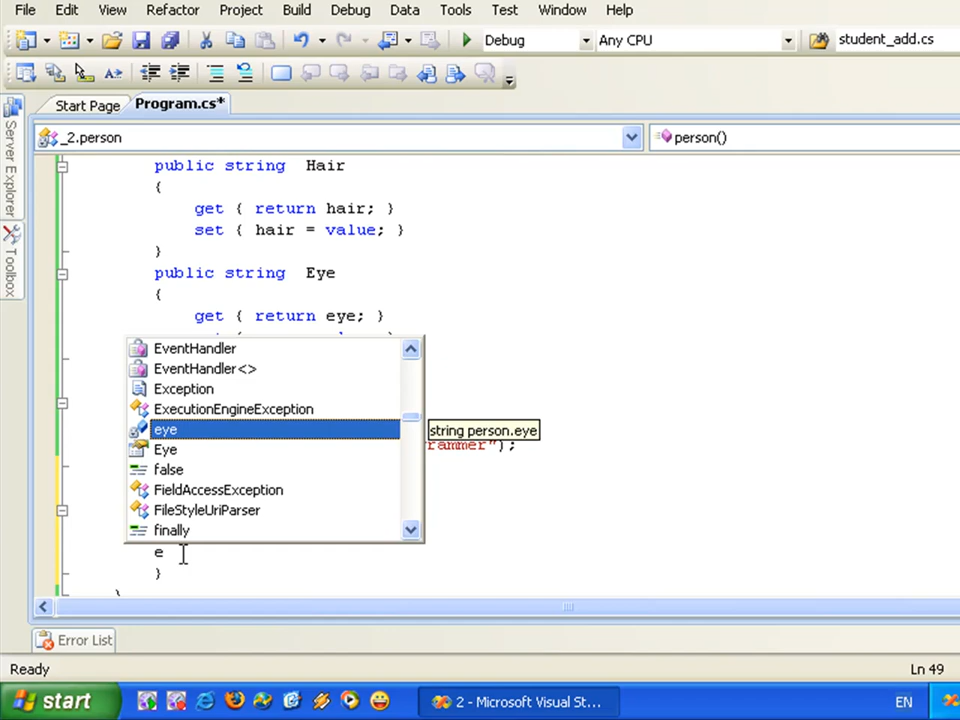 File Edit View Refactor Project Build Debug Data Tools Test Window Help
Debug Any CPU student_add.cs
Start Page Program.cs*
_2.person person()
Server Explorer
Toolbox
public string Hair
{
get { return hair; }
set { hair = value; }
}
public string Eye
{
get { return eye; }
EventHandler
EventHandler<>
Exception
ExecutionEngineException
eye string person.eye
rammer");
Eye
false
FieldAccessException
FileStyleUriParser
finally
e
}
Error List
Ready Ln 49
start 2 - Microsoft Visual St... EN